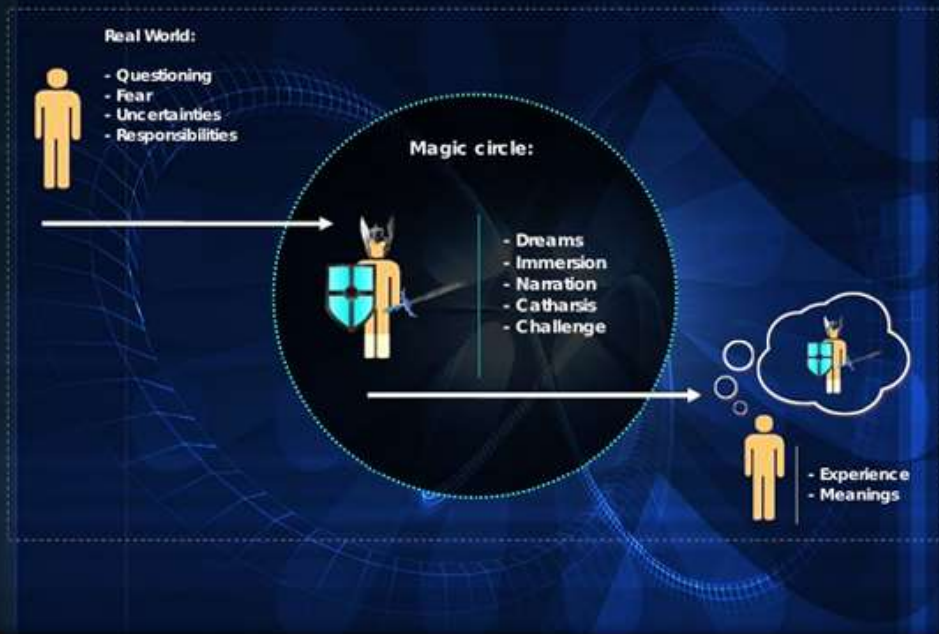 Real World:
- Questioning
- Fear
- Uncertainties
- Responsibilities
Magic circle:
- Dreams
- Immersion
- Narration
- Catharsis
- Challenge
- Experience
- Meanings